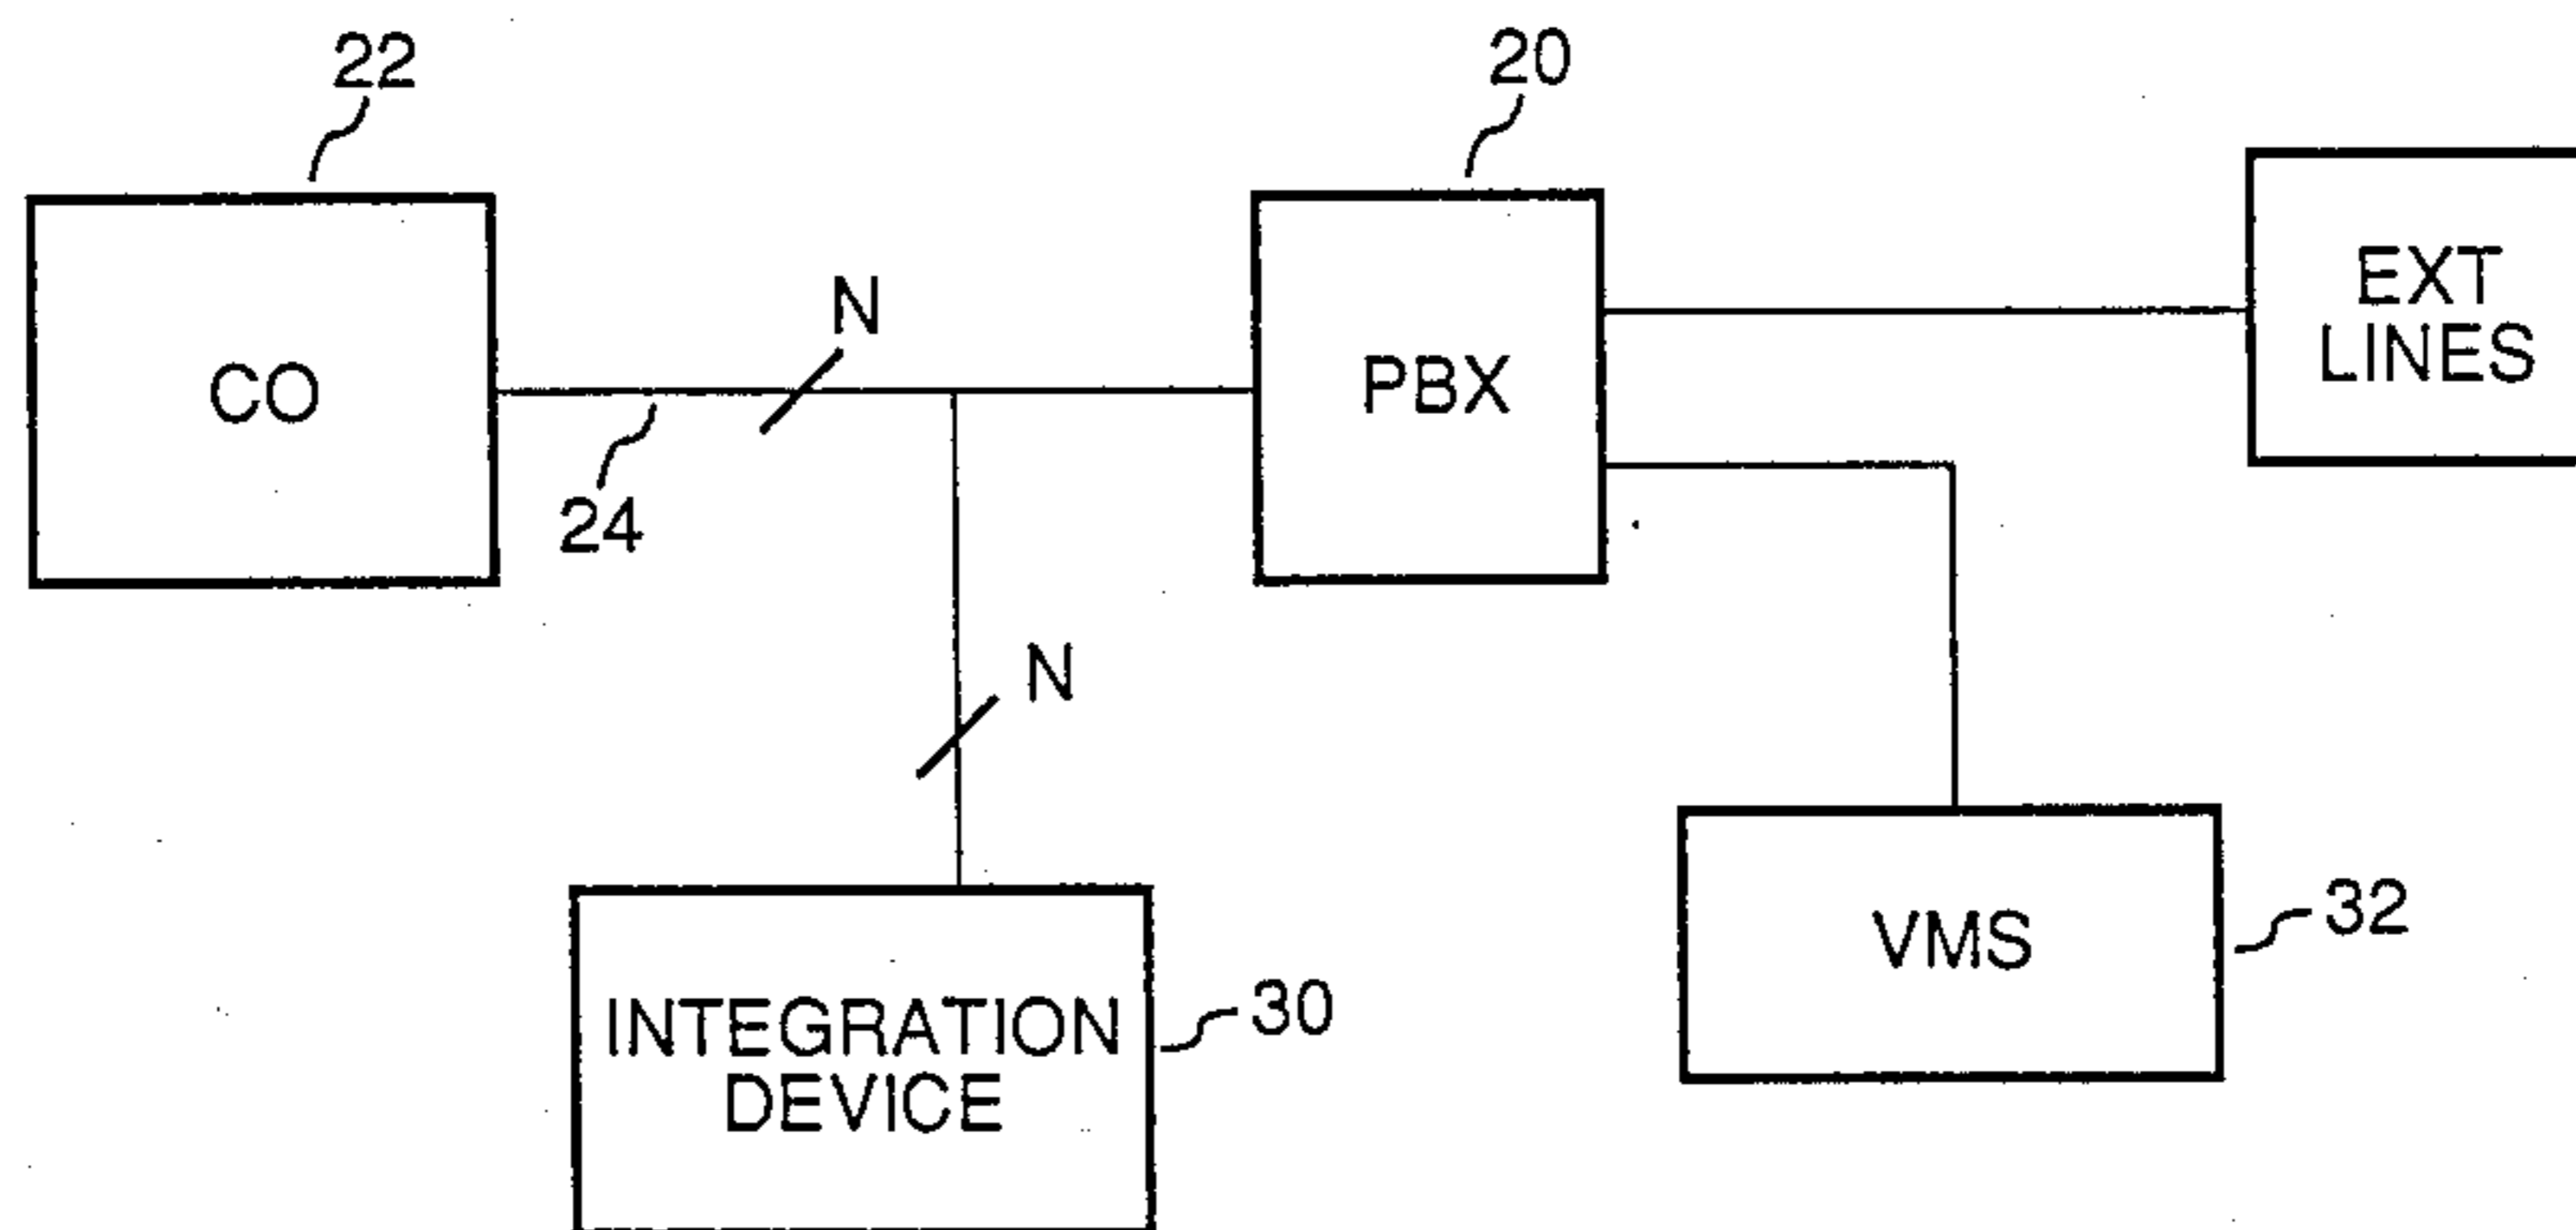 22
20
CO
N
24
PBX
EXT
LINES
N
INTEGRATION
DEVICE
30
VMS
32